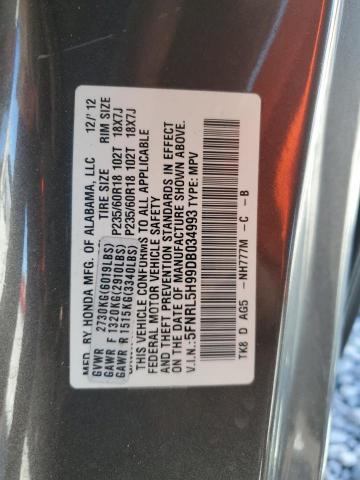 MFD. BY HONDA MFG. OF ALABAMA, LLC 12/'12
GVWR 2730KG(6019LBS) TIRE SIZE RIM SIZE
GAWR F 1320KG(2910LBS) P235/60R18 102T 18X7J
GAWR R 1515KG(3340LBS) P235/60R18 102T 18X7J
THIS VEHICLE CONFORMS TO ALL APPLICABLE
FEDERAL MOTOR VEHICLE SAFETY
AND THEFT PREVENTION STANDARDS IN EFFECT
ON THE DATE OF MANUFACTURE SHOWN ABOVE.
V.I.N.: 5FNRL5H99DB034993 TYPE: MPV
TK8 D AG5 -NH777M -C -B